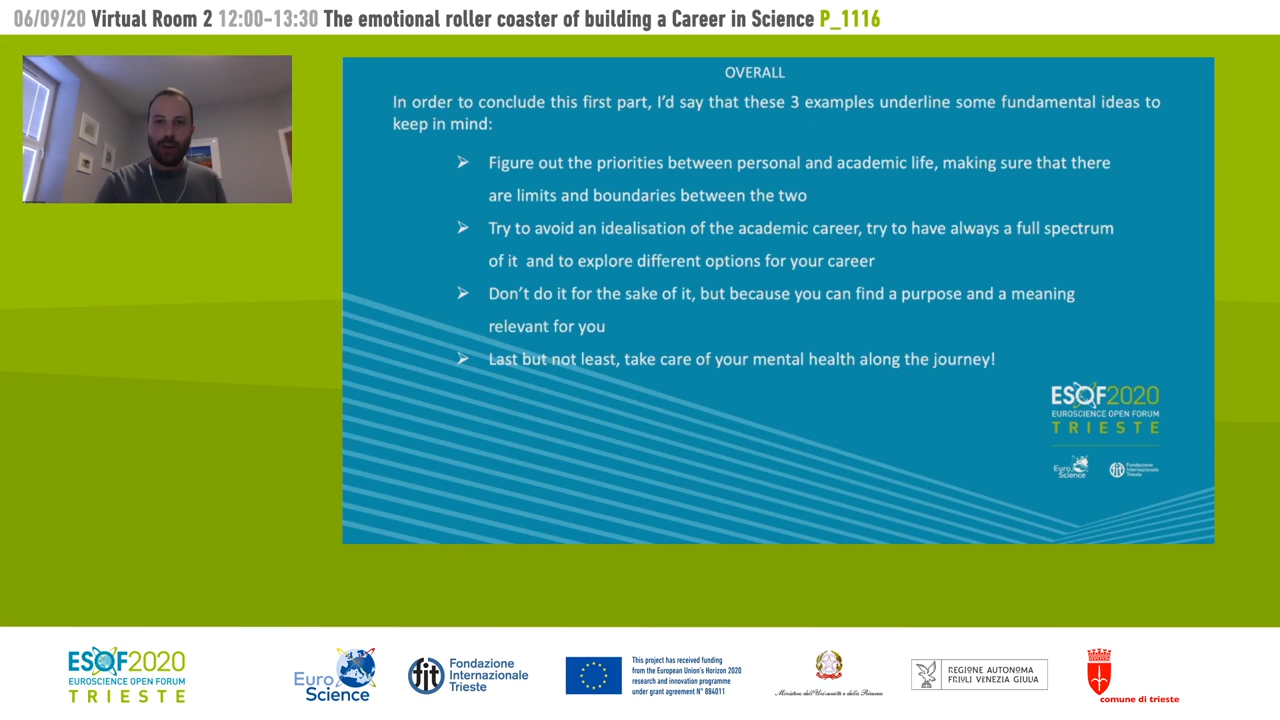 06/09/20 Virtual Room 2 12:00-13:30 The emotional roller coaster of building a Career in Science P_1116
OVERALL
In order to conclude this first part, I'd say that these 3 examples underline some fundamental ideas to
keep in mind:
➢ Figure out the priorities between personal and academic life, making sure that there
are limits and boundaries between the two
➢ Try to avoid an idealisation of the academic career, try to have always a full spectrum
of it and to explore different options for your career
➢ Don't do it for the sake of it, but because you can find a purpose and a meaning
relevant for you
➢ Last but not least, take care of your mental health along the journey!
ESOF2020
EUROSCIENCE OPEN FORUM
TRIESTE
Euro
Science
fit
Fondazione
Internazionale
Trieste
ESOF2020
EUROSCIENCE OPEN FORUM
TRIESTE
Euro
Science
fit
Fondazione
Internazionale
Trieste
This project has received funding
from the European Union's Horizon 2020
research and innovation programme
under grant agreement N° 884011
Ministero dell'Università e della Ricerca
REGIONE AUTONOMA
FRIULI VENEZIA GIULIA
comune di trieste